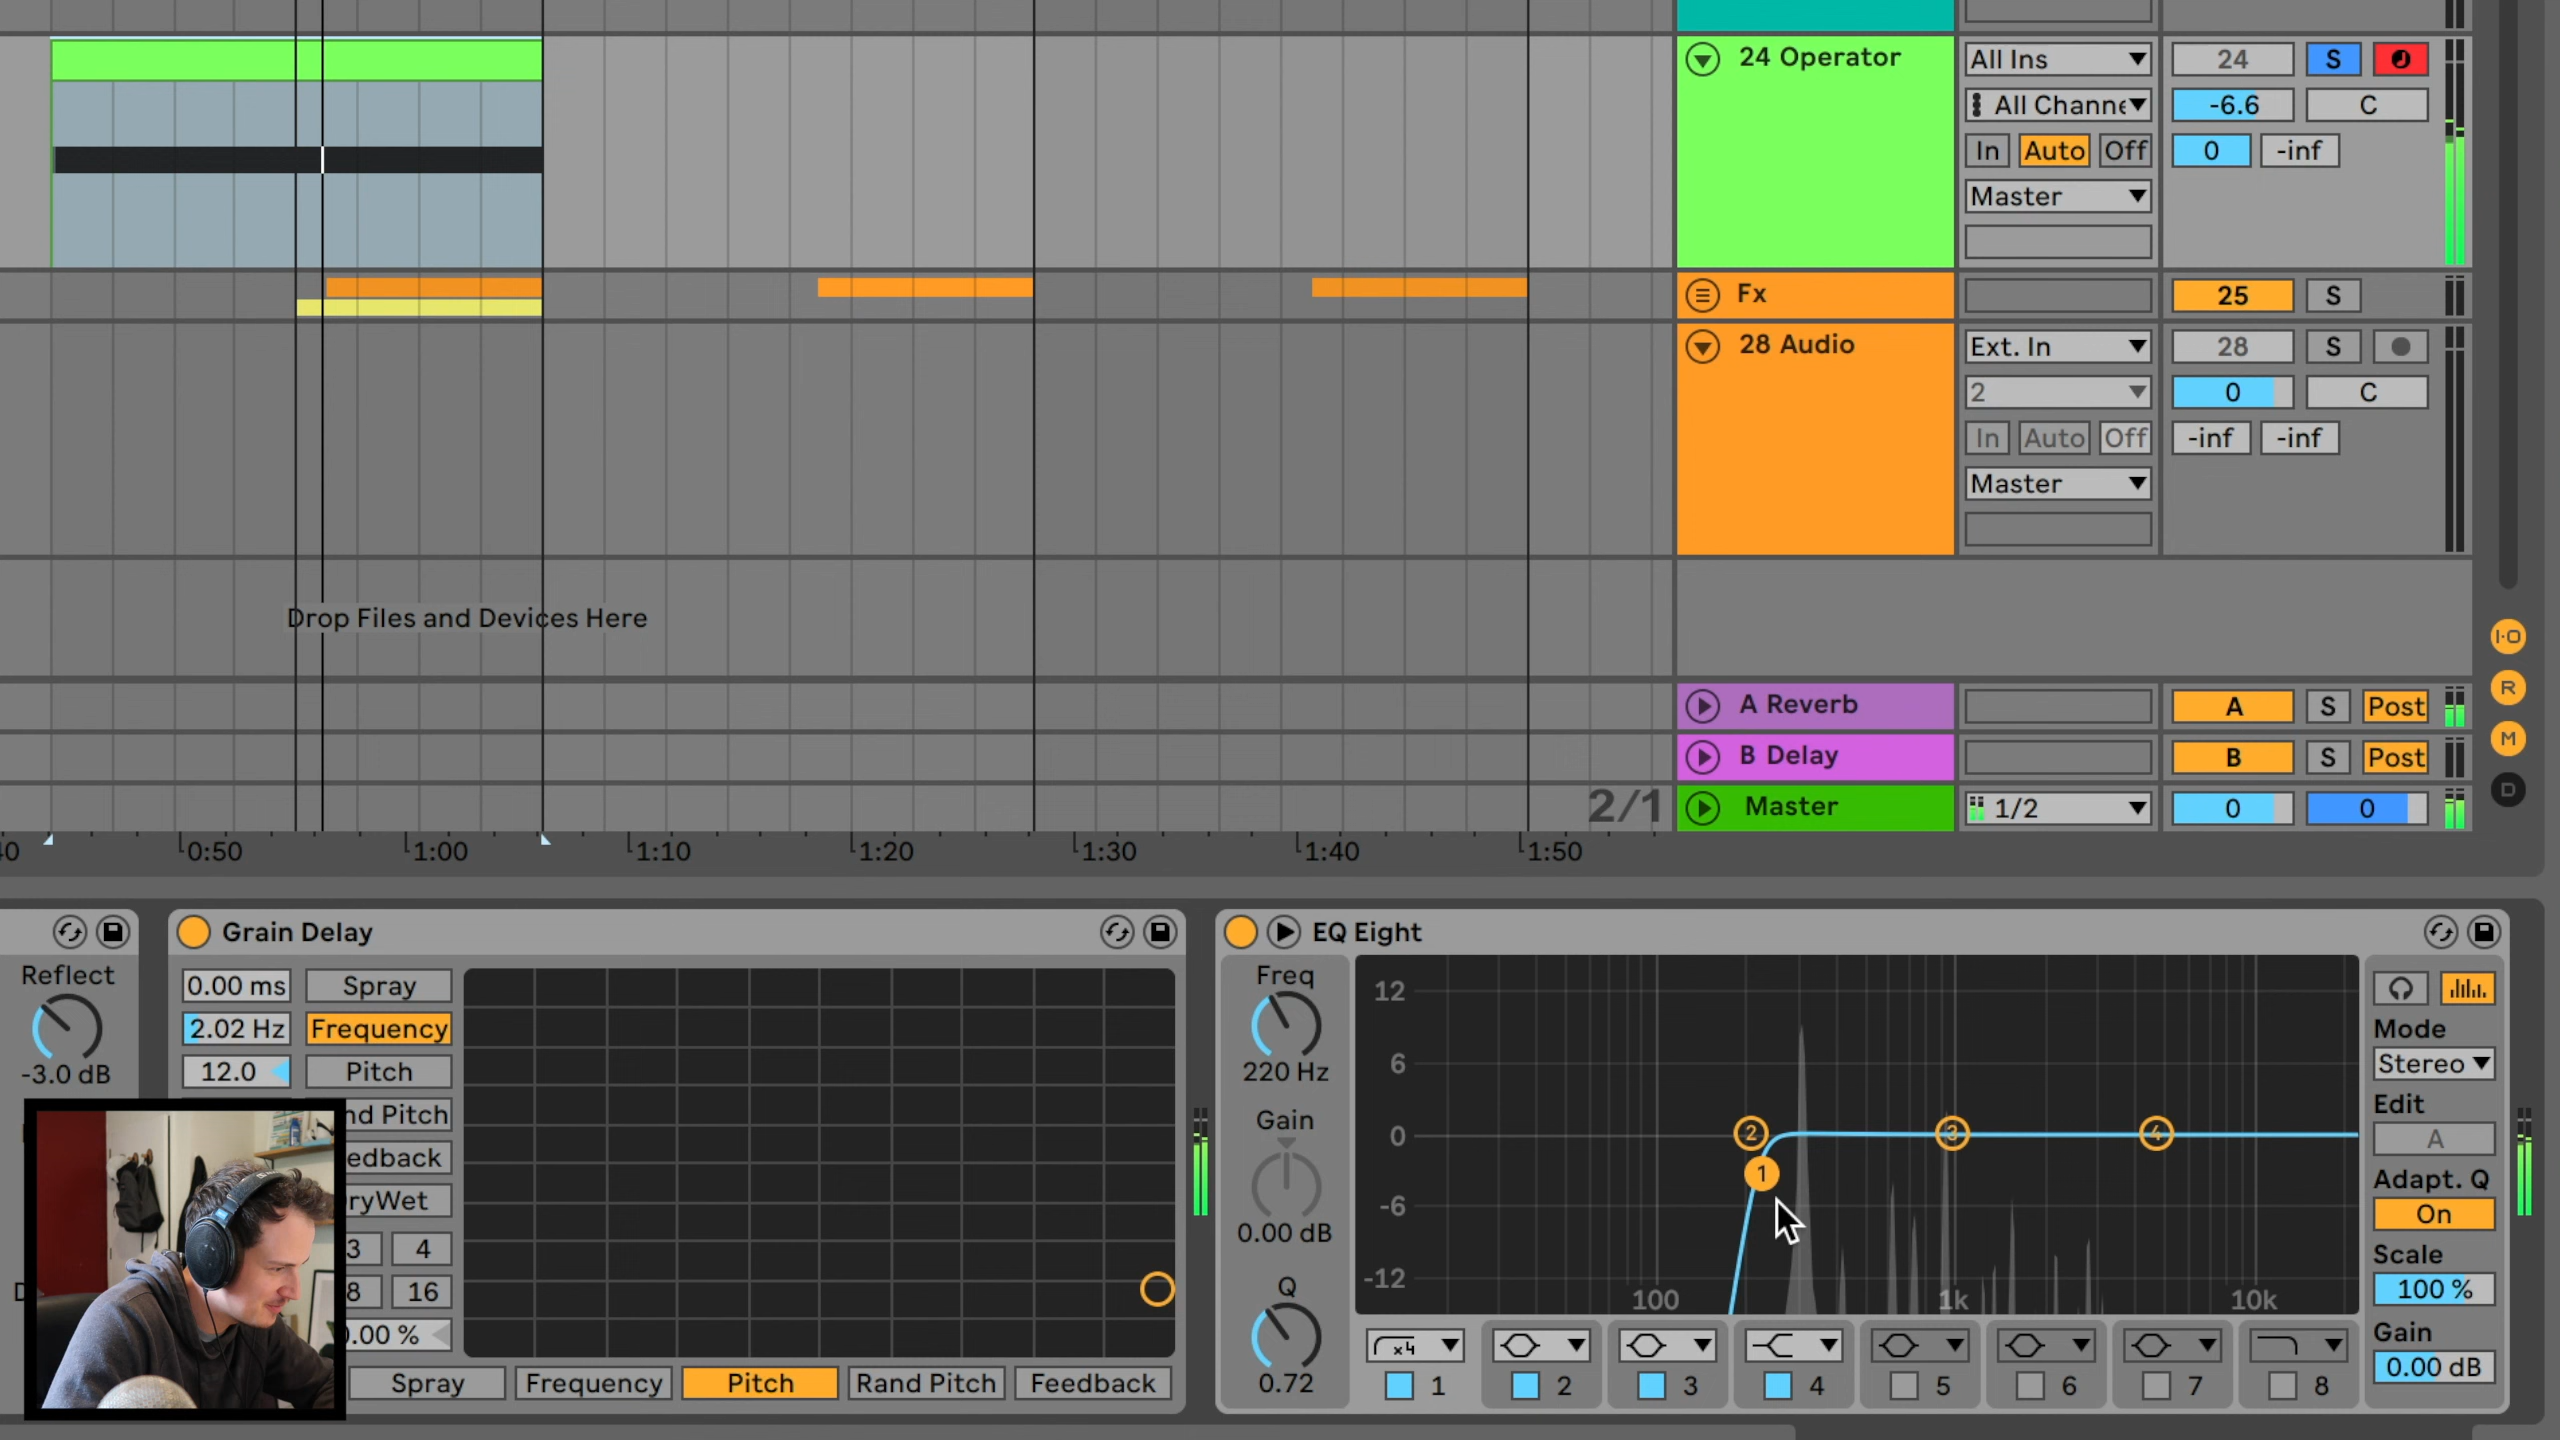 24 Operator
All Ins
24
S
All Channe
-6.6
C
In
Auto
Off
0
-inf
Master
Fx
25
S
28 Audio
Ext. In
28
S
2
0
C
In
Auto
Off
-inf
-inf
Master
Drop Files and Devices Here
I·O
R
M
D
A Reverb
A
S
Post
B Delay
B
S
Post
2/1
Master
1/2
0
0
0:50
1:00
1:10
1:20
1:30
1:40
1:50
Reflect
-3.0 dB
Grain Delay
0.00 ms
Spray
2.02 Hz
Frequency
12.0
Pitch
nd Pitch
edback
ryWet
3
4
8
16
.00 %
Spray
Frequency
Pitch
Rand Pitch
Feedback
EQ Eight
Freq
220 Hz
Gain
0.00 dB
Q
0.72
12
6
0
-6
-12
2
3
4
1
100
1k
10k
x4
1
2
3
4
5
6
7
8
Mode
Stereo
Edit
A
Adapt. Q
On
Scale
100 %
Gain
0.00 dB